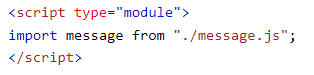 <script type="module">
import message from "./message.js";
</script>